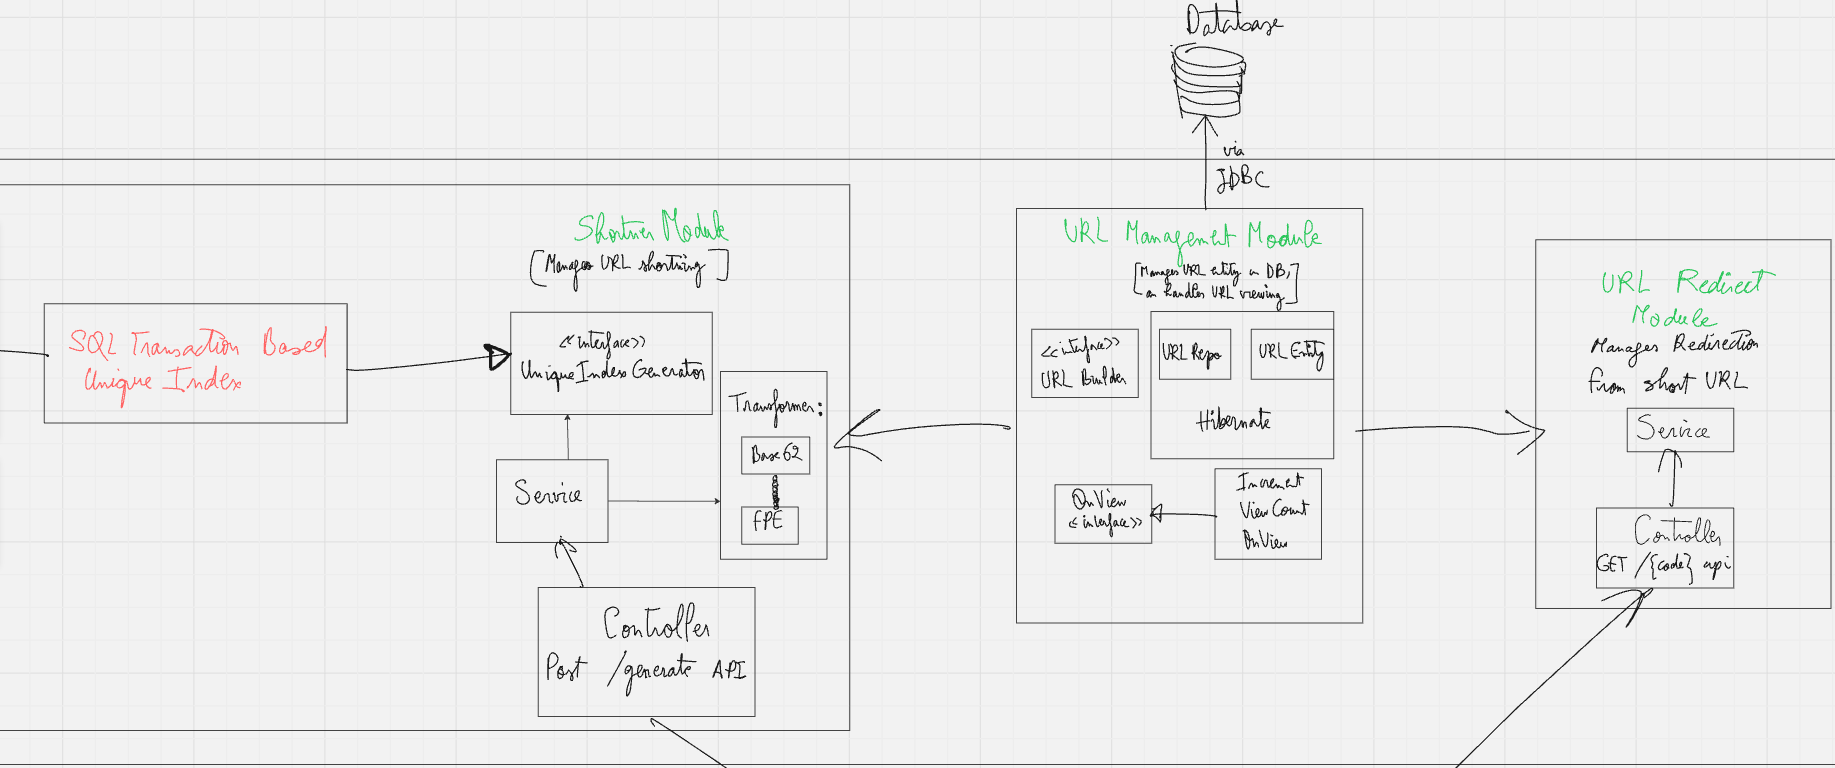 Database
via
JDBC
Shortner Module
[Manages URL shortning]
SQL Transaction Based
Unique Index
<<interface>>
Unique Index Generator
Transformer:
Base 62
FPE
Service
Controller
Post /generate API
URL Management Module
[Manages URL entity in DB,
an handles URL viewing]
<<interface>>
URL Builder
URL Repo
URL Entity
Hibernate
OnView
<<interface>>
Increment
View Count
OnView
URL Redirect
Module
Manages Redirection
from short URL
Service
Controller
GET /{code} api